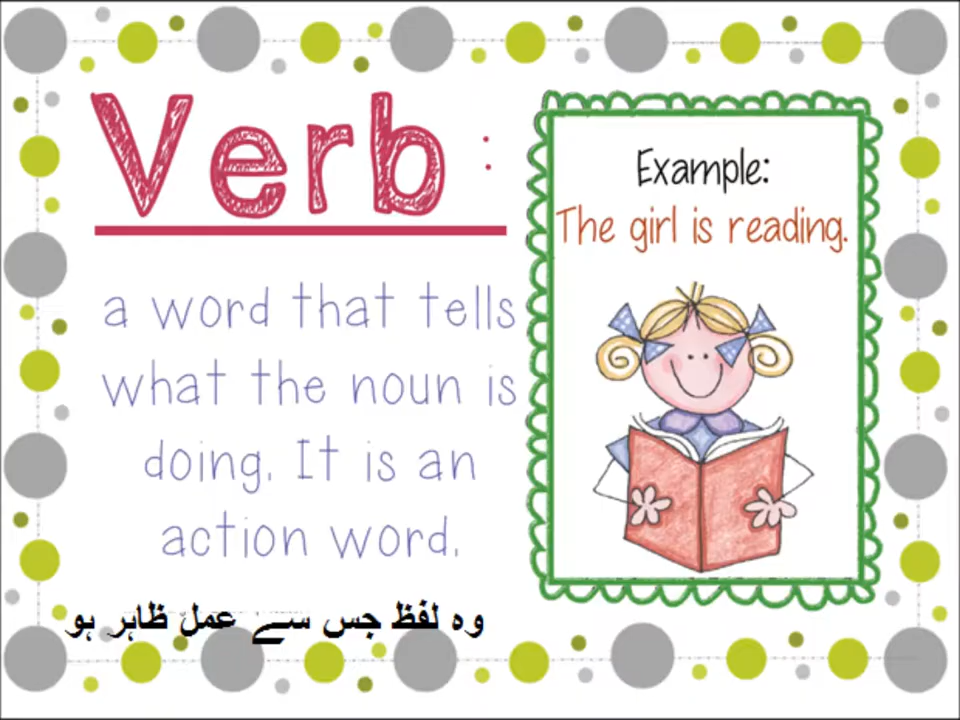 Verb :
a word that tells
what the noun is
doing. It is an
action word.
وہ لفظ جس سے عمل ظاہر ہو
Example:
The girl is reading.